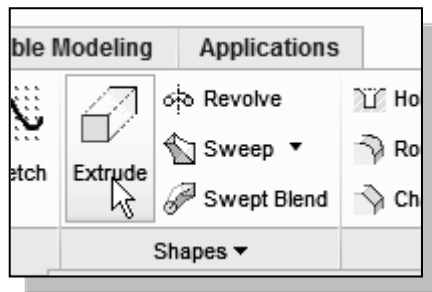 ble Modeling Applications
Revolve Ho
Sweep Ro
etch Extrude
Swept Blend Ch
Shapes